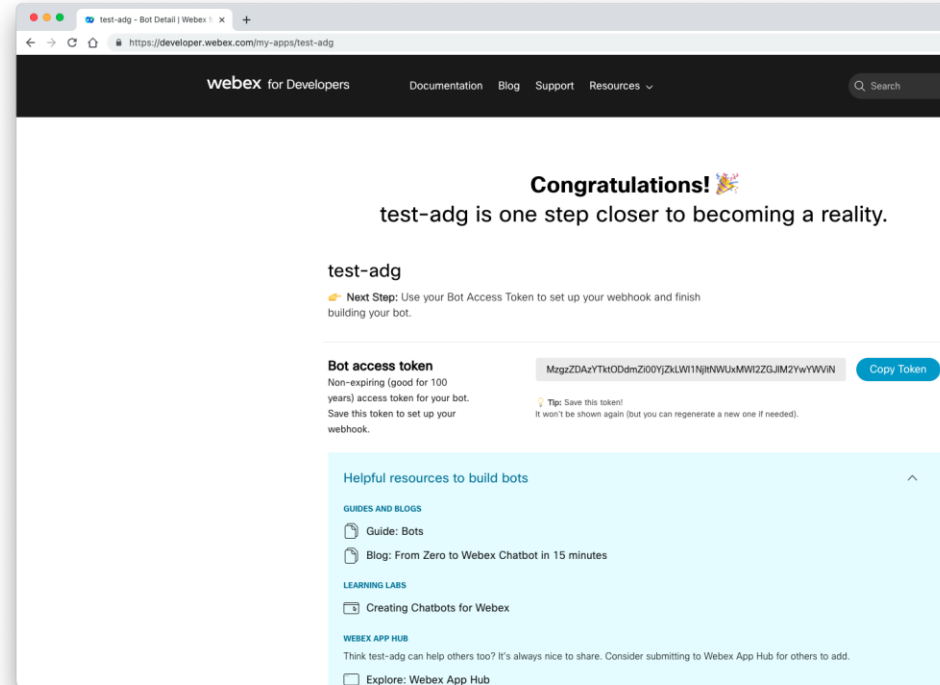 test-adg - Bot Detail | Webex
https://developer.webex.com/my-apps/test-adg
webex for Developers
Documentation Blog Support Resources
Search
Congratulations! 🎉
test-adg is one step closer to becoming a reality.
test-adg
👉 Next Step: Use your Bot Access Token to set up your webhook and finish
building your bot.
Bot access token
Non-expiring (good for 100
years) access token for your bot.
Save this token to set up your
webhook.
Copy Token
💡 Tip: Save this token!
It won't be shown again (but you can regenerate a new one if needed).
Helpful resources to build bots
GUIDES AND BLOGS
Guide: Bots
Blog: From Zero to Webex Chatbot in 15 minutes
LEARNING LABS
Creating Chatbots for Webex
WEBEX APP HUB
Think test-adg can help others too? It's always nice to share. Consider submitting to Webex App Hub for others to add.
Explore: Webex App Hub